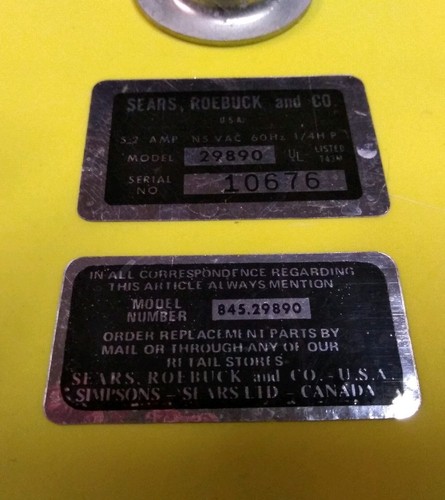 SEARS, ROEBUCK and CO.
U.S.A.
5.2 AMP 115 VAC 60Hz 1/4 H.P.
MODEL 29890 UL LISTED
SERIAL NO 10676
IN ALL CORRESPONDENCE REGARDING
THIS ARTICLE ALWAYS MENTION
MODEL NUMBER 845.29890
ORDER REPLACEMENT PARTS BY
MAIL OR THROUGH ANY OF OUR
RETAIL STORES
SEARS, ROEBUCK and CO. - U.S.A.
SIMPSONS - SEARS LTD - CANADA